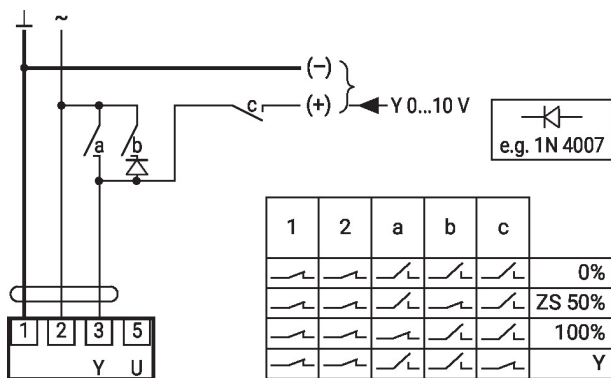 ⊥ ~
(−)
(+)
Y 0...10 V
c
a
b
e.g. 1N 4007
1 2 a b c
0%
ZS 50%
100%
Y
1 2 3 5
Y U